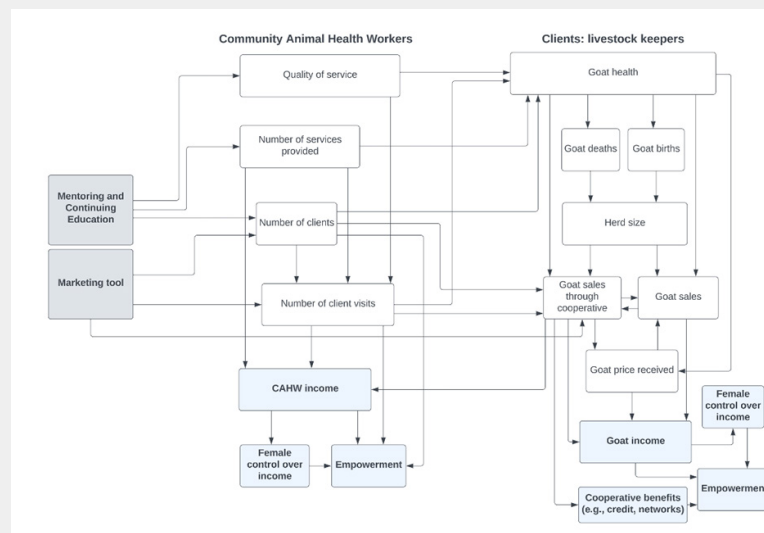 Community Animal Health Workers
Clients: livestock keepers
Quality of service
Goat health
Number of services
provided
Goat deaths
Goat births
Mentoring and
Continuing
Education
Number of clients
Herd size
Marketing tool
Number of client visits
Goat sales
through
cooperative
Goat sales
Goat price received
CAHW income
Female
control over
income
Goat income
Female
control over
income
Empowerment
Cooperative benefits
(e.g., credit, networks)
Empowermen